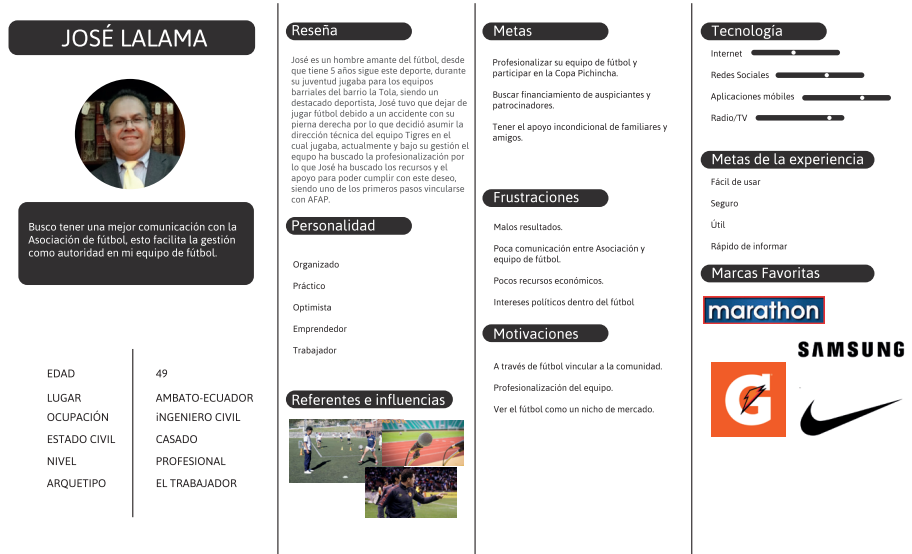 JOSÉ LALAMA
Busco tener una mejor comunicación con la
Asociación de fútbol, esto facilita la gestión
como autoridad en mi equipo de fútbol.
EDAD 49
LUGAR AMBATO-ECUADOR
OCUPACIÓN iNGENIERO CIVIL
ESTADO CIVIL CASADO
NIVEL PROFESIONAL
ARQUETIPO EL TRABAJADOR
Reseña
José es un hombre amante del fútbol, desde
que tiene 5 años sigue este deporte, durante
su juventud jugaba para los equipos
barriales del barrio la Tola, siendo un
destacado deportista, José tuvo que dejar de
jugar fútbol debido a un accidente con su
pierna derecha por lo que decidió asumir la
dirección técnica del equipo Tigres en el
cual jugaba, actualmente y bajo su gestión el
equpo ha buscado la profesionalización por
lo que José ha buscado los recursos y el
apoyo para poder cumplir con este deseo,
siendo uno de los primeros pasos vincularse
con AFAP.
Personalidad
Organizado
Práctico
Optimista
Emprendedor
Trabajador
Referentes e influencias
Metas
Profesionalizar su equipo de fútbol y
participar en la Copa Pichincha.
Buscar financiamiento de auspiciantes y
patrocinadores.
Tener el apoyo incondicional de familiares y
amigos.
Frustraciones
Malos resultados.
Poca comunicación entre Asociación y
equipo de fútbol.
Pocos recursos económicos.
Intereses políticos dentro del fútbol
Motivaciones
A través de fútbol vincular a la comunidad.
Profesionalización del equipo.
Ver el fútbol como un nicho de mercado.
Tecnología
Internet
Redes Sociales
Aplicaciones móbiles
Radio/TV
Metas de la experiencia
Fácil de usar
Seguro
Útil
Rápido de informar
Marcas Favoritas
marathon
SAMSUNG
G